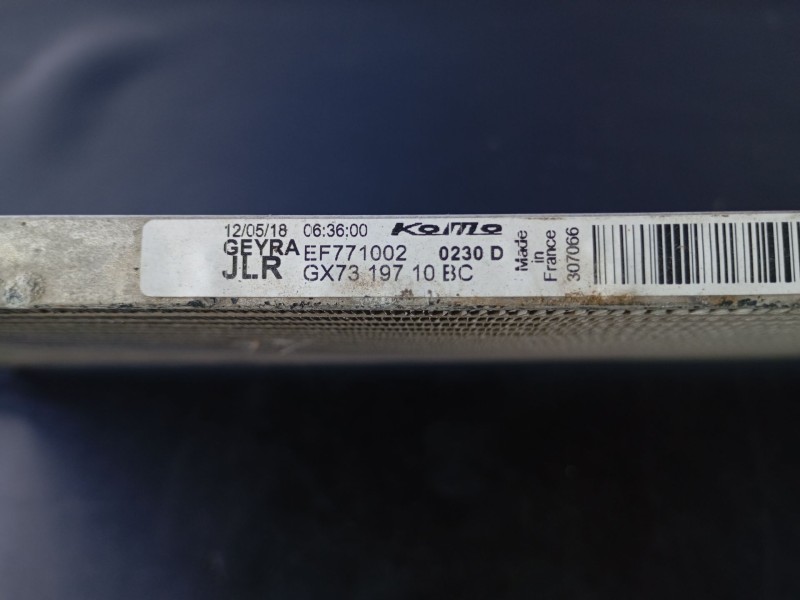 12/05/18 06:36:00 KoMo
GEYRA EF771002 0230 D
JLR GX73 197 10 BC
Made
in
France
307066